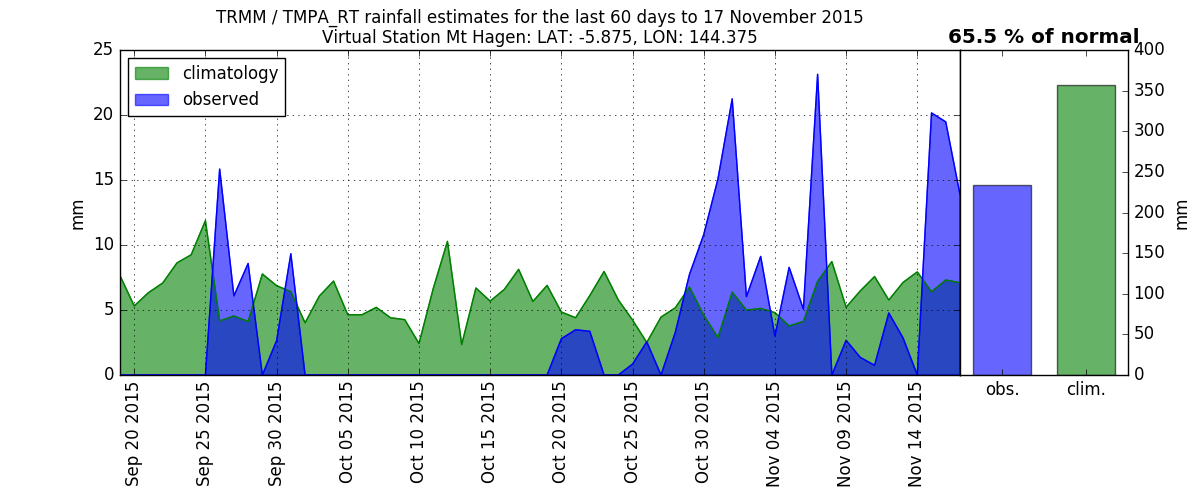 TRMM / TMPA_RT rainfall estimates for the last 60 days to 17 November 2015
Virtual Station Mt Hagen: LAT: -5.875, LON: 144.375
65.5 % of normal
climatology
observed
25
20
15
10
5
0
mm
400
350
300
250
200
150
100
50
0
mm
Sep 20 2015
Sep 25 2015
Sep 30 2015
Oct 05 2015
Oct 10 2015
Oct 15 2015
Oct 20 2015
Oct 25 2015
Oct 30 2015
Nov 04 2015
Nov 09 2015
Nov 14 2015
obs.
clim.